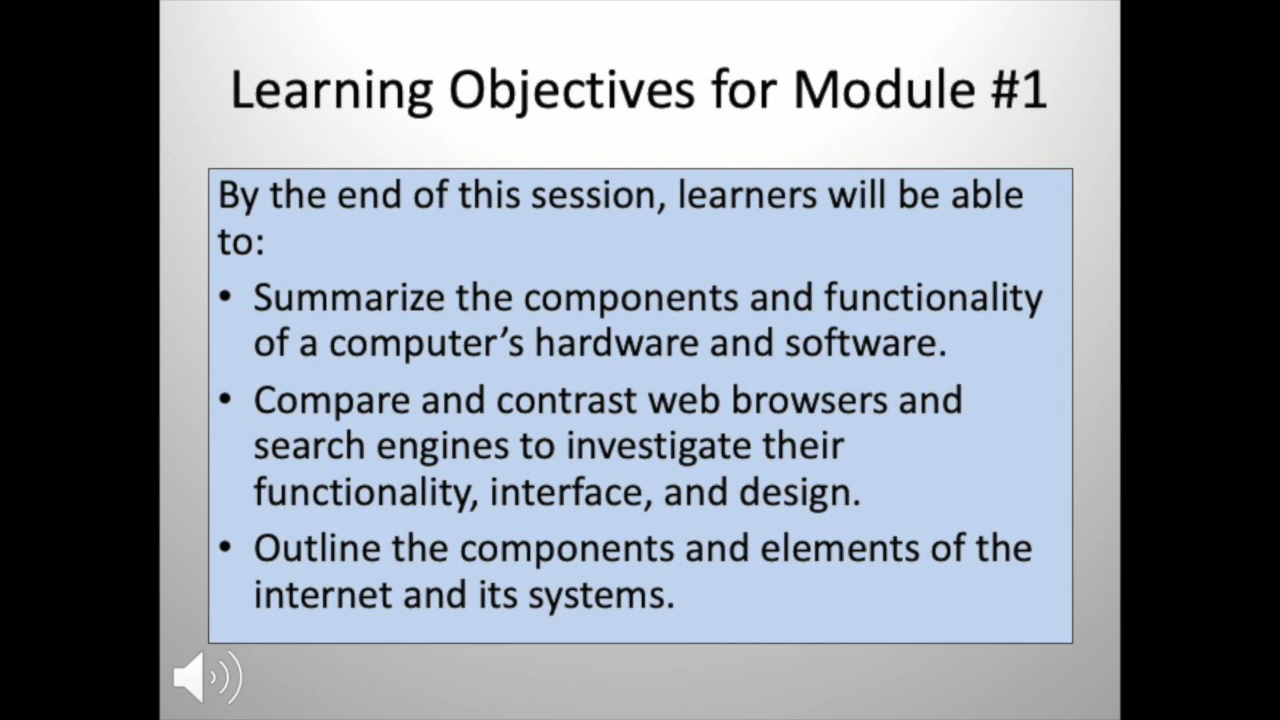 Learning Objectives for Module #1
By the end of this session, learners will be able
to:
• Summarize the components and functionality
of a computer’s hardware and software.
• Compare and contrast web browsers and
search engines to investigate their
functionality, interface, and design.
• Outline the components and elements of the
internet and its systems.